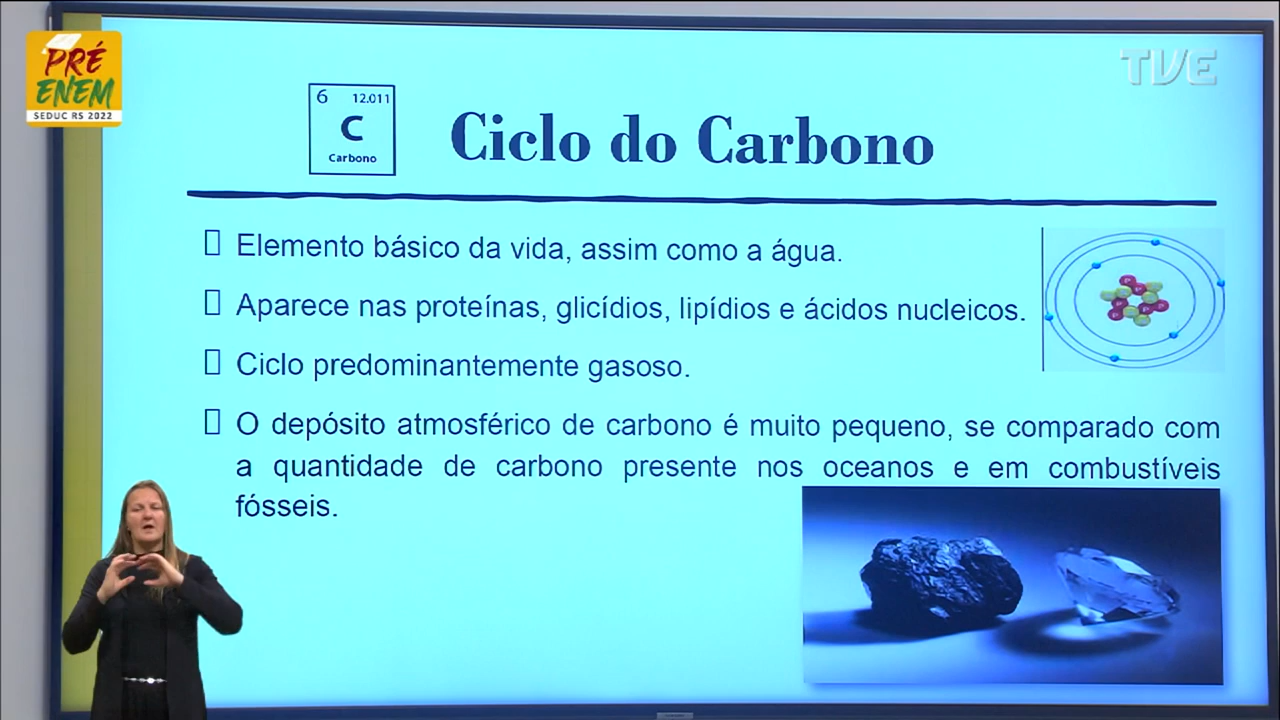 PRÉ
ENEM
SEDUC RS 2022
TVE
6 12.011
C
Carbono
Ciclo do Carbono
Elemento básico da vida, assim como a água.
Aparece nas proteínas, glicídios, lipídios e ácidos nucleicos.
Ciclo predominantemente gasoso.
O depósito atmosférico de carbono é muito pequeno, se comparado com
a quantidade de carbono presente nos oceanos e em combustíveis
fósseis.